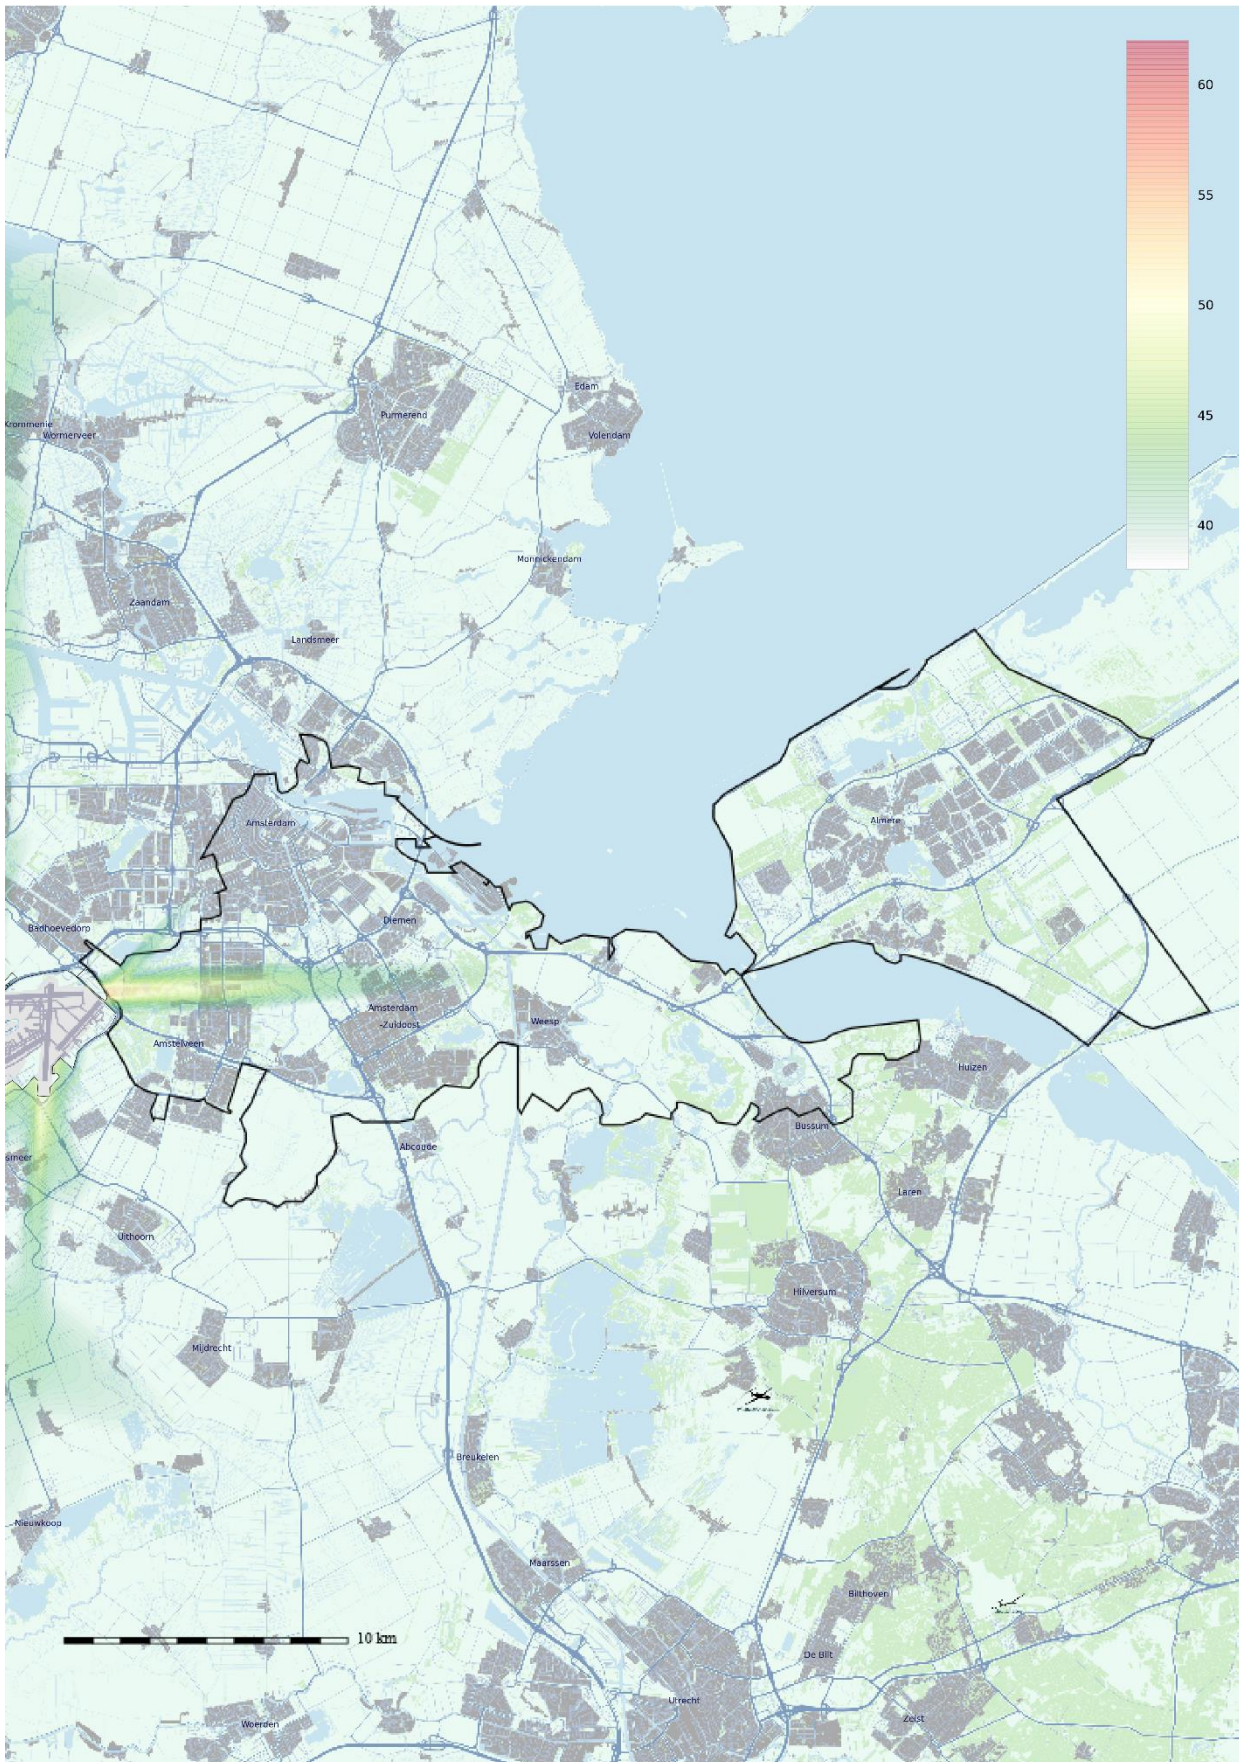 60
55
50
45
40
Edam
Purmerend
Volendam
Krommenie
Wormerveer
Monnickendam
Zaandam
Landsmeer
Amsterdam
Almere
Diemen
Badhoevedorp
Amsterdam
-Zuidoost
Weesp
Amstelveen
Huizen
Bussum
Abcoude
smeer
Laren
Uithoorn
Hilversum
Mijdrecht
Breukelen
Nieuwkoop
Maarssen
Bilthoven
10 km
De Bilt
Utrecht
Zeist
Woerden